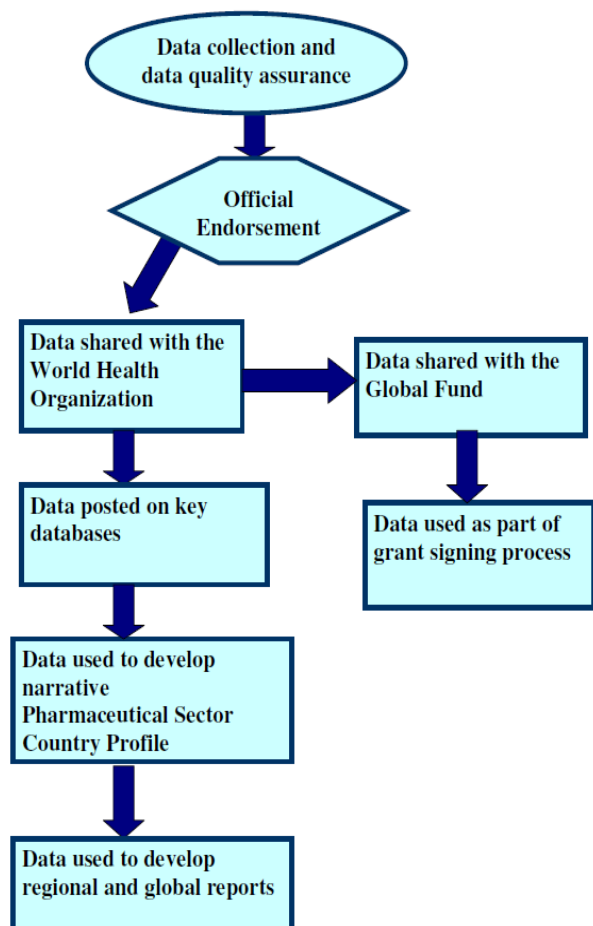 Data collection and
data quality assurance
Official
Endorsement
Data shared with the
World Health
Organization
Data shared with the
Global Fund
Data posted on key
databases
Data used as part of
grant signing process
Data used to develop
narrative
Pharmaceutical Sector
Country Profile
Data used to develop
regional and global reports